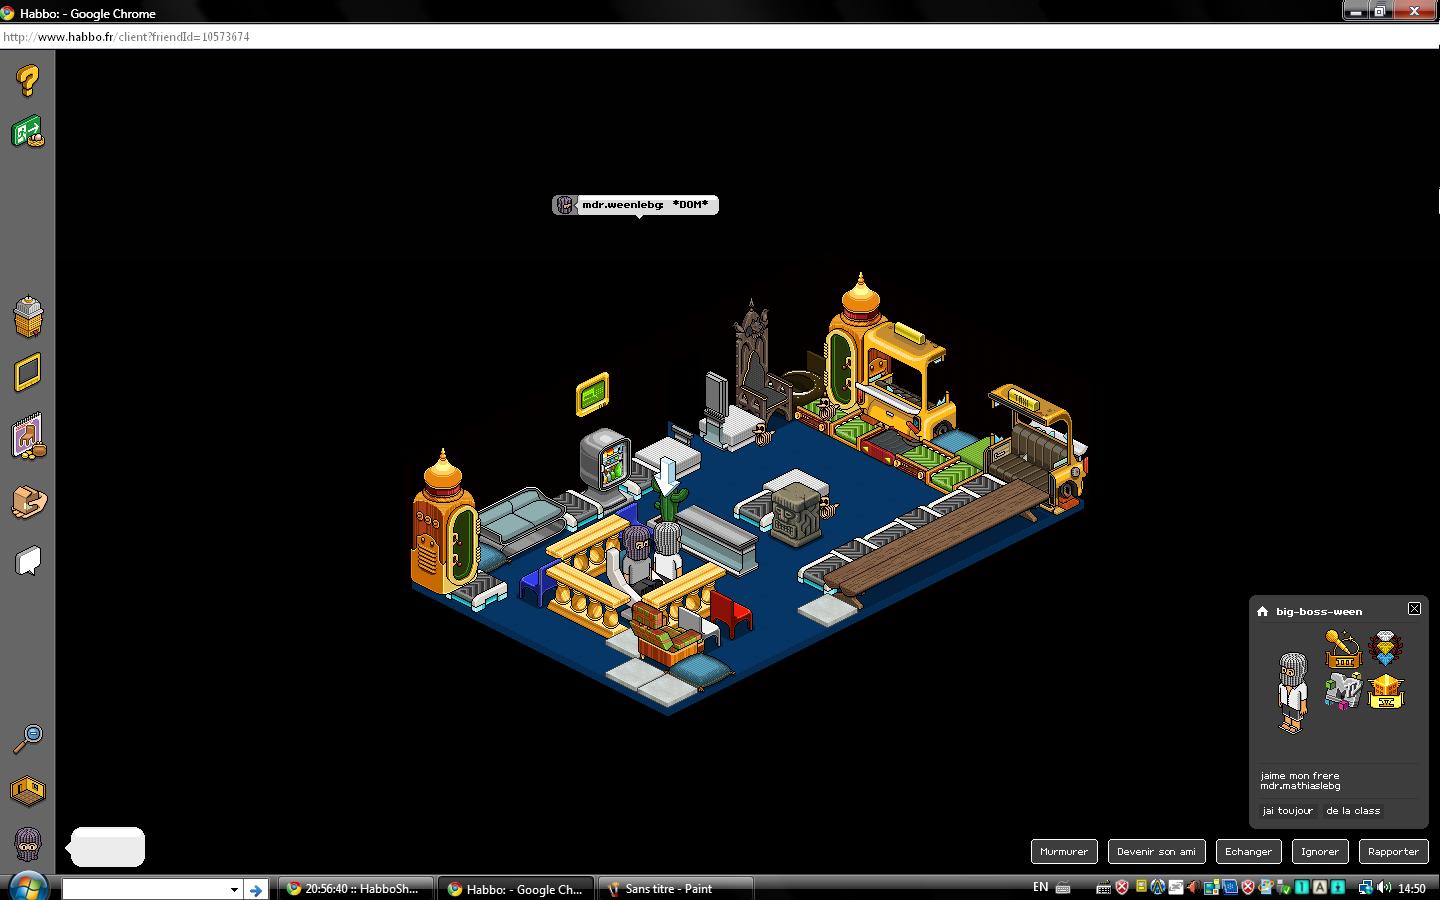 Habbo: - Google Chrome
http://www.habbo.fr/client?friendId=10573674
mdr.weenlebg: *DOM*
TAXI
big-boss-ween
jaime mon frere
mdr.mathiaslebg
jai toujour de la class
Murmurer Devenir son ami Echanger Ignorer Rapporter
20:56:40 :: HabboSh... Habbo: - Google Ch... Sans titre - Paint EN 14:50